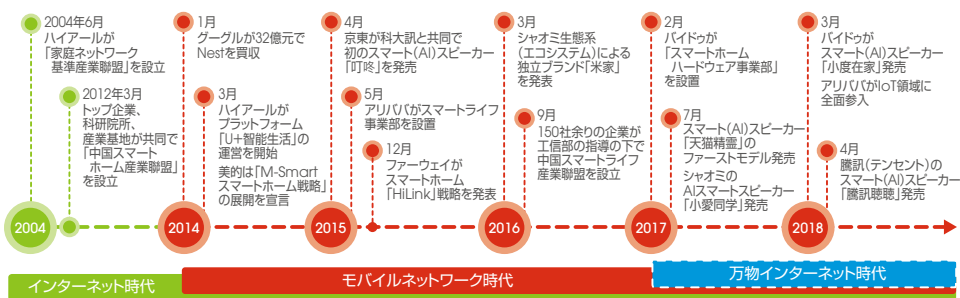 2004年6月
ハイアールが
「家庭ネットワーク
基準産業聯盟」を設立
2012年3月
トップ企業、
科研院所、
産業基地が共同で
「中国スマート
ホーム産業聯盟」
を設立
1月
グーグルが32億元で
Nestを買収
3月
ハイアールが
プラットフォーム
「U+智能生活」の
運営を開始
美的は「M-Smart
スマートホーム戦略」
の展開を宣言
4月
京東が科大訊と共同で
初のスマート(AI)スピーカー
「叮咚」を発売
5月
アリババがスマートライフ
事業部を設置
12月
ファーウェイが
スマートホーム
「HiLink」戦略を発表
3月
シャオミ生態系
(エコシステム)による
独立ブランド「米家」
を発表
9月
150社余りの企業が
工信部の指導の下で
中国スマートライフ
産業聯盟を設立
2月
バイドゥが
「スマートホーム
ハードウェア事業部」
を設置
7月
スマート(AI)スピーカー
「天猫精霊」の
ファーストモデル発売
シャオミの
AIスマートスピーカー
「小愛同学」発売
3月
バイドゥが
スマート(AI)スピーカー
「小度在家」発売
アリババがIoT領域に
全面参入
4月
騰訊(テンセント)の
スマート(AI)スピーカー
「騰訊聴聴」発売
2004
2014
2015
2016
2017
2018
インターネット時代
モバイルネットワーク時代
万物インターネット時代